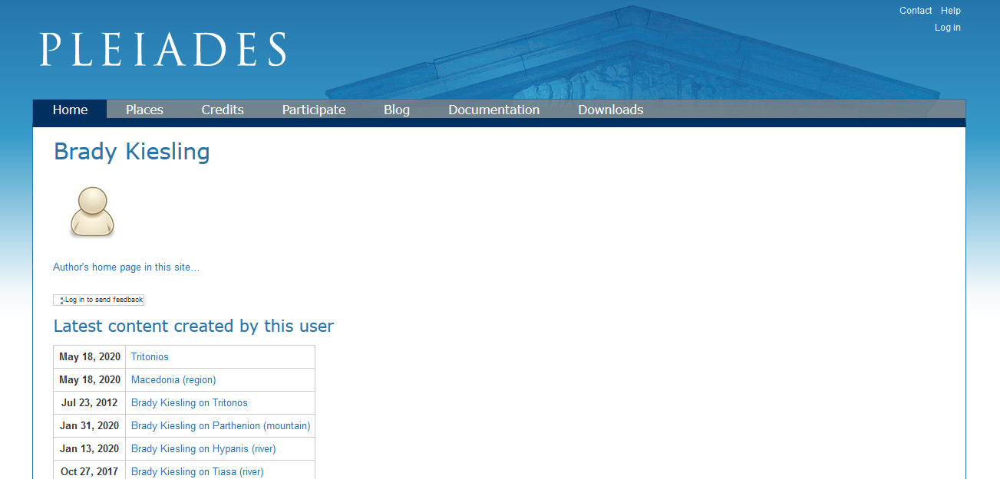 Contact Help
Log in
PLEIADES
Home Places Credits Participate Blog Documentation Downloads
Brady Kiesling
Author's home page in this site…
Log in to send feedback
Latest content created by this user
May 18, 2020 Tritonios
May 18, 2020 Macedonia (region)
Jul 23, 2012 Brady Kiesling on Tritonos
Jan 31, 2020 Brady Kiesling on Parthenion (mountain)
Jan 13, 2020 Brady Kiesling on Hypanis (river)
Oct 27, 2017 Brady Kiesling on Tiasa (river)